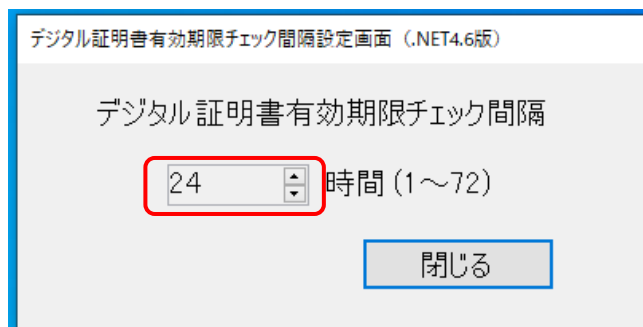 デジタル証明書有効期限チェック間隔設定画面（.NET4.6版）
デジタル証明書有効期限チェック間隔
24 時間(1～72)
閉じる